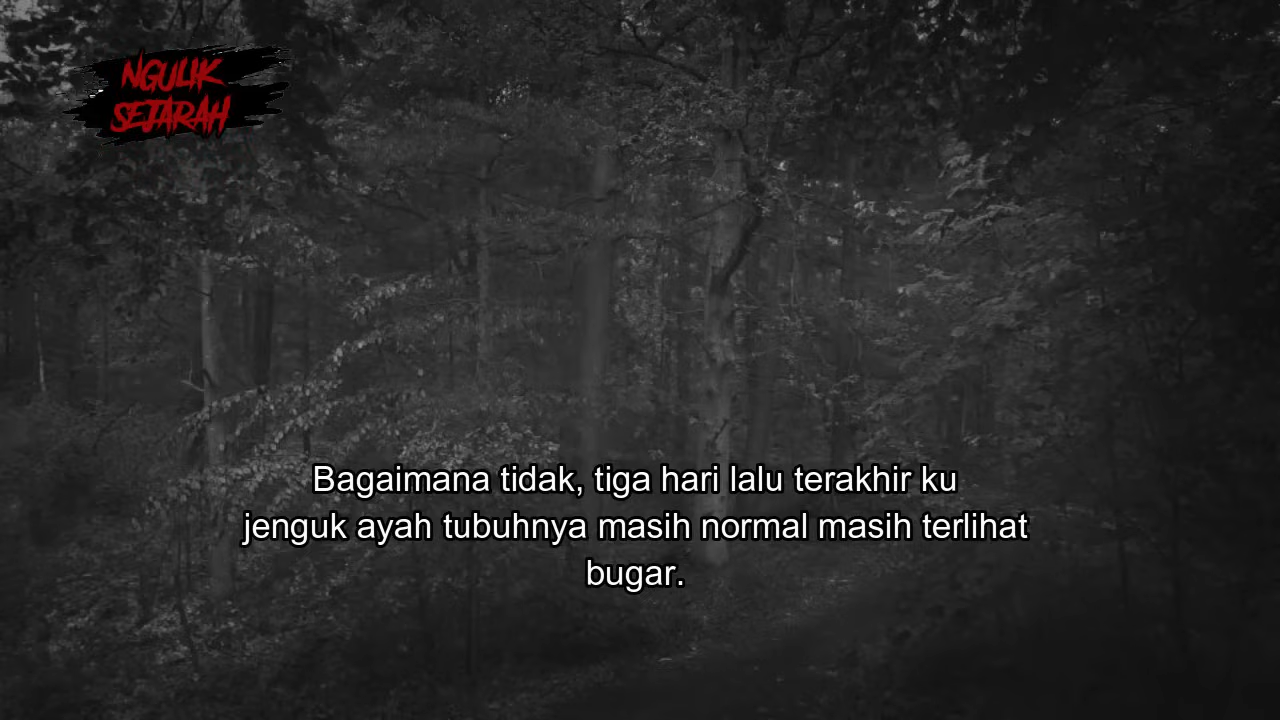 NGULIK
SEJARAH
Bagaimana tidak, tiga hari lalu terakhir ku
jenguk ayah tubuhnya masih normal masih terlihat
bugar.